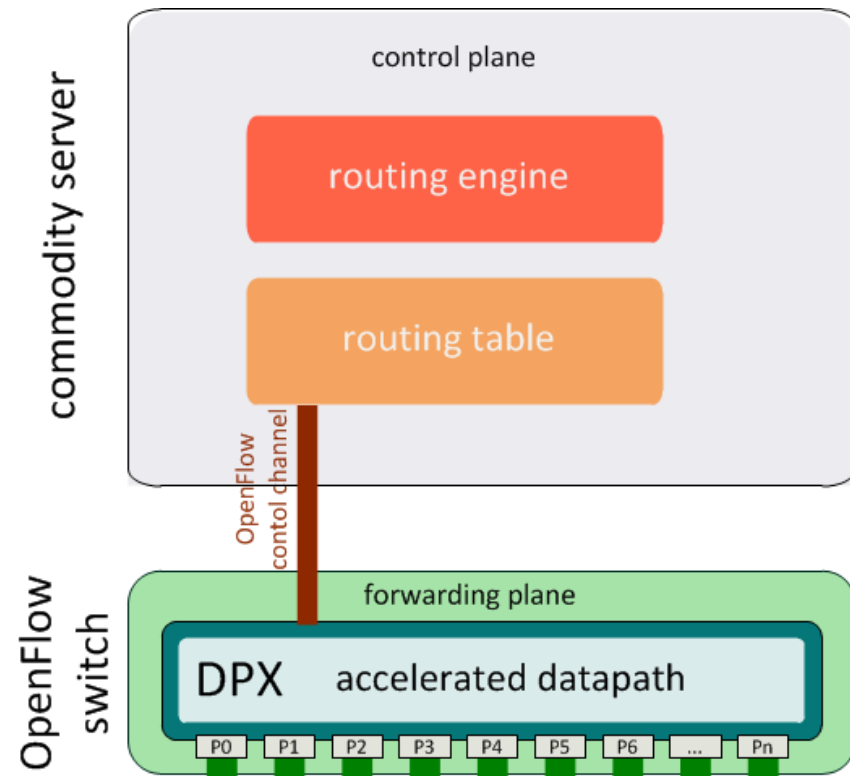 commodity server
control plane
routing engine
routing table
OpenFlow
contol channel
OpenFlow
switch
forwarding plane
DPX accelerated datapath
P0 P1 P2 P3 P4 P5 P6 ... Pn